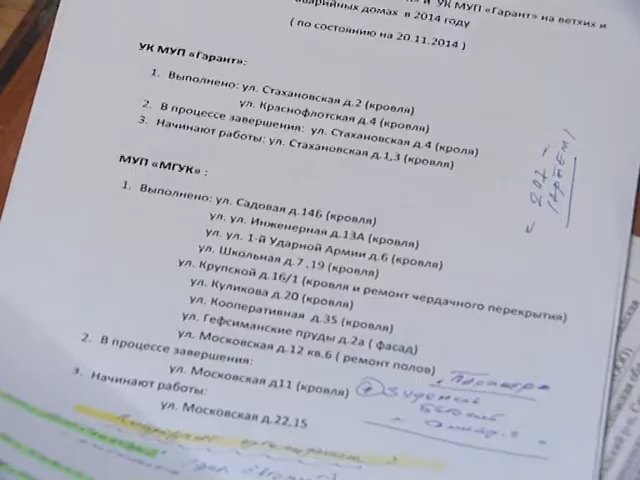 и УК МУП «Гарант» на ветхих и
аварийных домах в 2014 году
( по состоянию на 20.11.2014 )
УК МУП «Гарант»:
1. Выполнено: ул. Стахановская д.2 (кровля)
ул. Краснофлотская д.4 (кровля)
2. В процессе завершения: ул. Стахановская д.4 (кроля)
3. Начинают работы: ул. Стахановская д.1,3 (кровля)
МУП «МГУК» :
1. Выполнено: ул. Садовая д.14Б (кровля)
ул. ул. Инженерная д.13А (кровля)
ул. ул. 1-й Ударной Армии д.6 (кровля)
ул. Школьная д.7 ,19 (кровля)
ул. Крупской д.16/1 (кровля и ремонт чердачного перекрытия)
ул. Куликова д.20 (кровля)
ул. Кооперативная д.35 (кровля)
ул. Гефсиманские пруды д.2а ( фасад)
ул. Московская д.12 кв.6 ( ремонт полов)
2. В процессе завершения:
ул. Московская д11 (кровля)
3. Начинают работы:
ул. Московская д.22,15